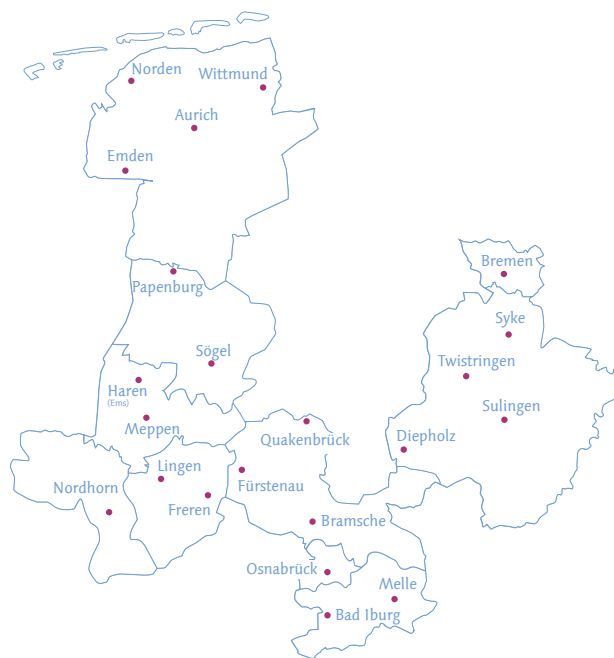 Norden
Wittmund
Aurich
Emden
Bremen
Papenburg
Syke
Sögel
Twistringen
Haren
(Ems)
Sulingen
Meppen
Quakenbrück
Diepholz
Lingen
Fürstenau
Nordhorn
Freren
Bramsche
Osnabrück
Melle
Bad Iburg